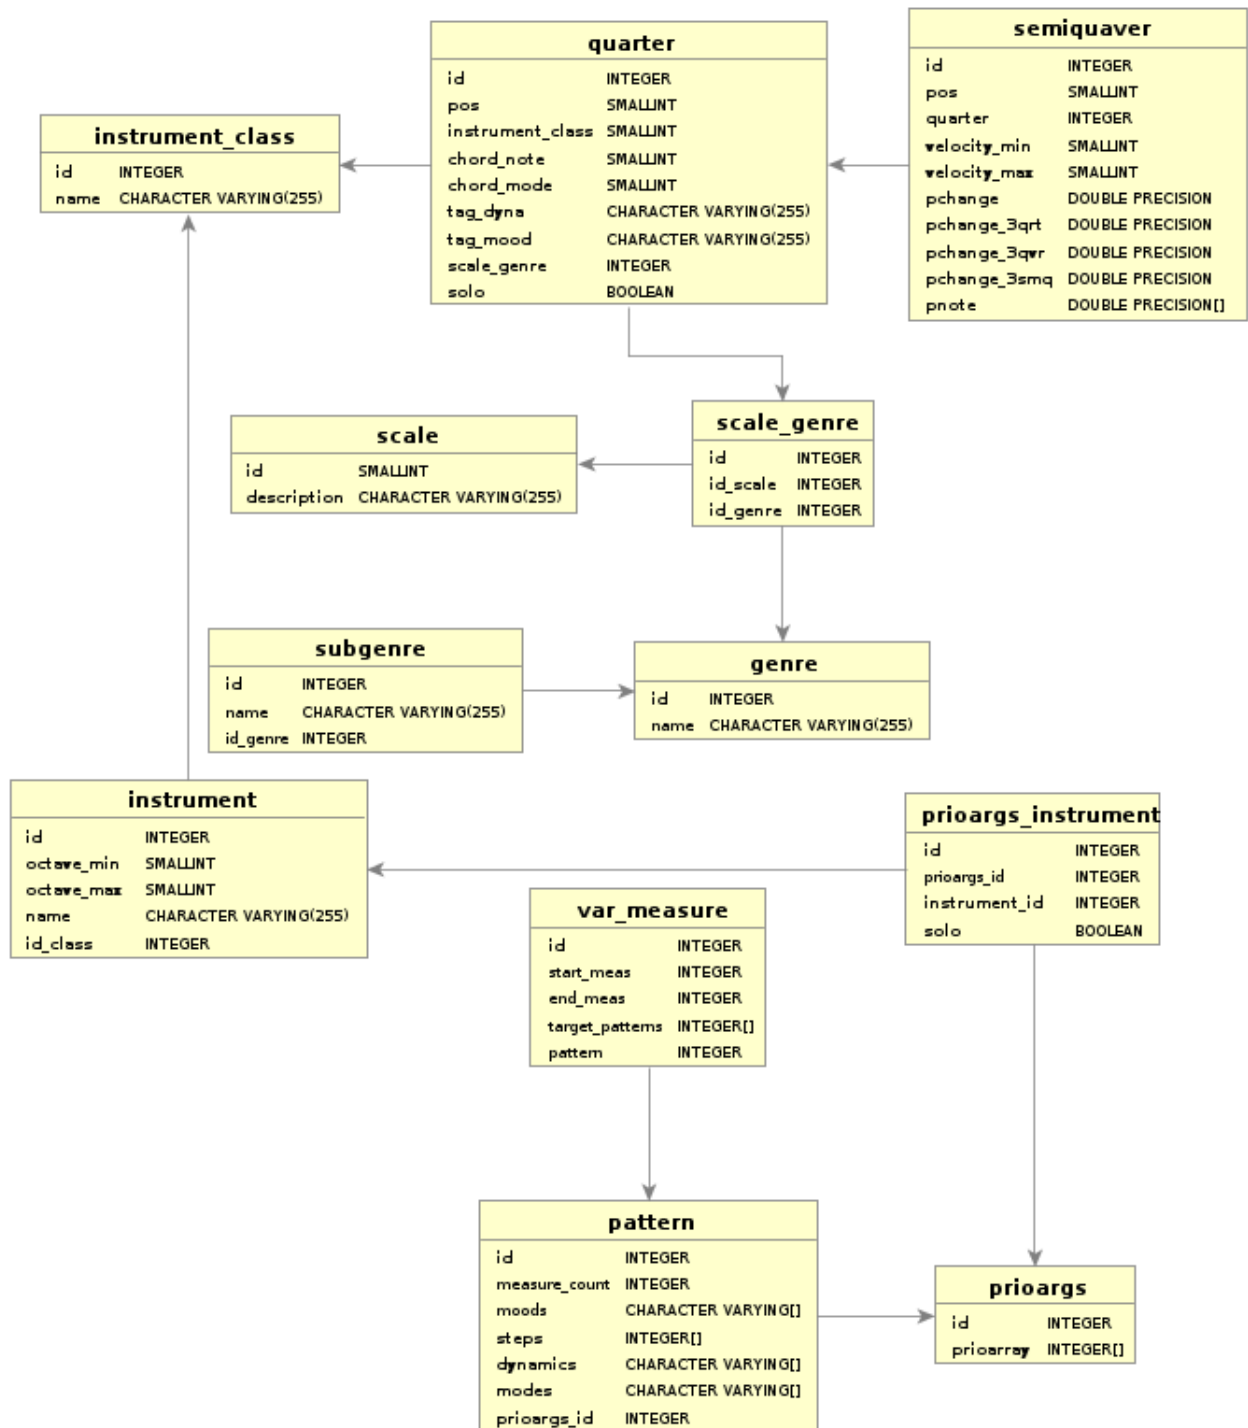 quarter
id INTEGER
pos SMALLINT
instrument_class SMALLINT
chord_note SMALLINT
chord_mode SMALLINT
tag_dyna CHARACTER VARYING(255)
tag_mood CHARACTER VARYING(255)
scale_genre INTEGER
solo BOOLEAN
semiquaver
id INTEGER
pos SMALLINT
quarter INTEGER
velocity_min SMALLINT
velocity_max SMALLINT
pchange DOUBLE PRECISION
pchange_3qrt DOUBLE PRECISION
pchange_3qvr DOUBLE PRECISION
pchange_3smq DOUBLE PRECISION
pnote DOUBLE PRECISION[]
instrument_class
id INTEGER
name CHARACTER VARYING(255)
scale
id SMALLINT
description CHARACTER VARYING(255)
scale_genre
id INTEGER
id_scale INTEGER
id_genre INTEGER
subgenre
id INTEGER
name CHARACTER VARYING(255)
id_genre INTEGER
genre
id INTEGER
name CHARACTER VARYING(255)
instrument
id INTEGER
octave_min SMALLINT
octave_max SMALLINT
name CHARACTER VARYING(255)
id_class INTEGER
prioargs_instrument
id INTEGER
prioargs_id INTEGER
instrument_id INTEGER
solo BOOLEAN
var_measure
id INTEGER
start_meas INTEGER
end_meas INTEGER
target_patterns INTEGER[]
pattern INTEGER
pattern
id INTEGER
measure_count INTEGER
moods CHARACTER VARYING[]
steps INTEGER[]
dynamics CHARACTER VARYING[]
modes CHARACTER VARYING[]
prioargs_id INTEGER
prioargs
id INTEGER
prioarray INTEGER[]